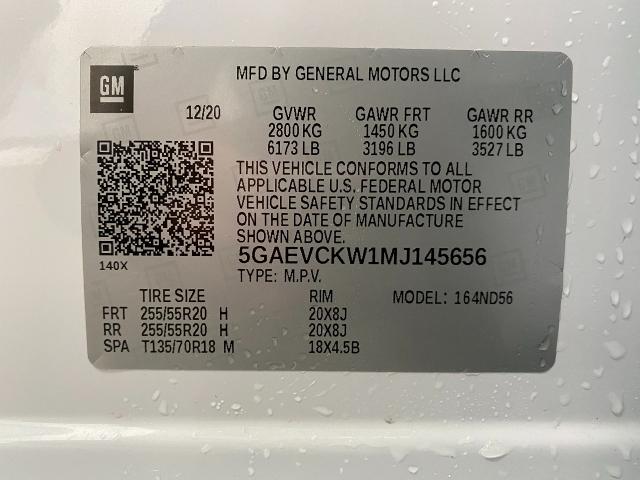 GM
MFD BY GENERAL MOTORS LLC
12/20 GVWR GAWR FRT GAWR RR
2800 KG 1450 KG 1600 KG
6173 LB 3196 LB 3527 LB
THIS VEHICLE CONFORMS TO ALL
APPLICABLE U.S. FEDERAL MOTOR
VEHICLE SAFETY STANDARDS IN EFFECT
ON THE DATE OF MANUFACTURE
SHOWN ABOVE.
5GAEVCKW1MJ145656
140X
TYPE: M.P.V.
TIRE SIZE RIM MODEL: 164ND56
FRT 255/55R20 H 20X8J
RR 255/55R20 H 20X8J
SPA T135/70R18 M 18X4.5B